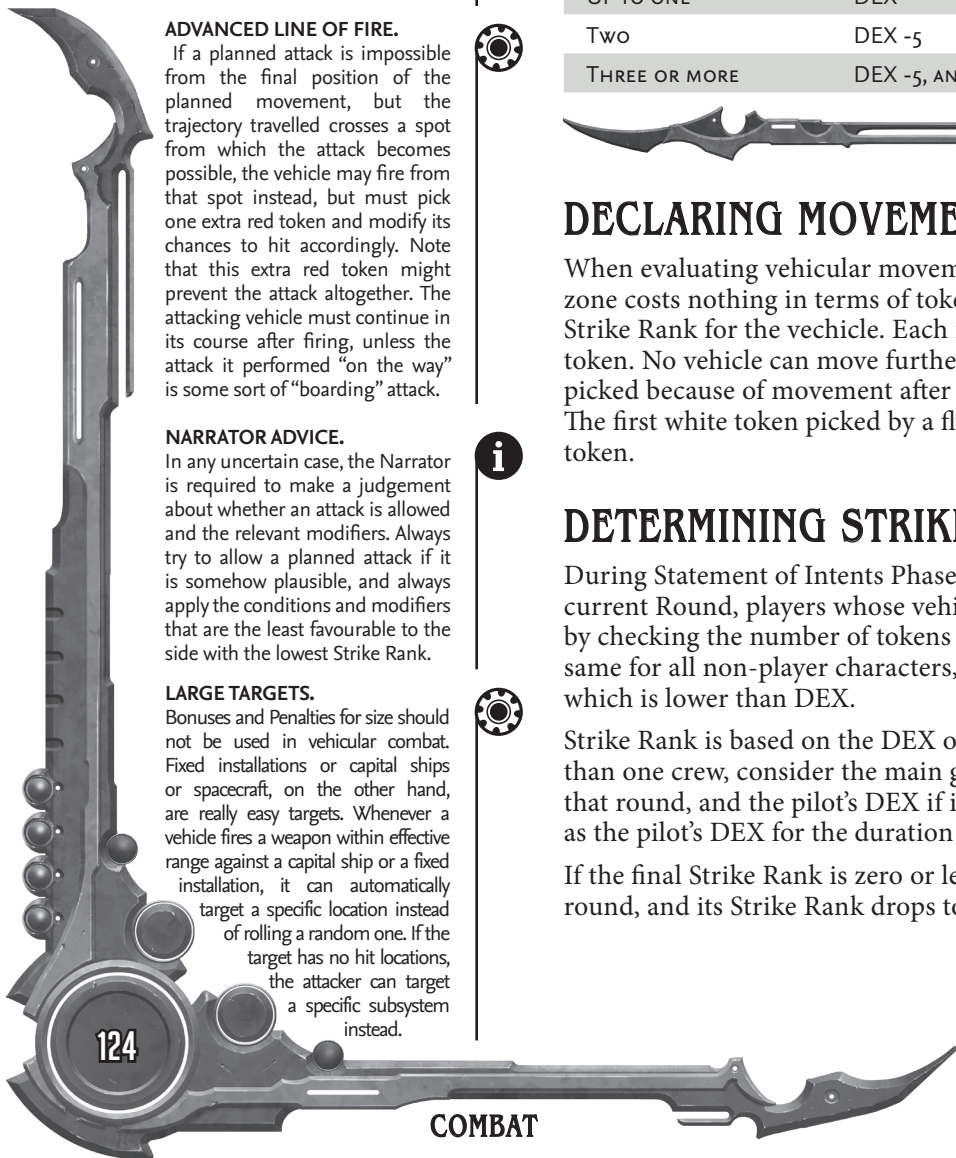 ADVANCED LINE OF FIRE.
If a planned attack is impossible
from the final position of the
planned movement, but the
trajectory travelled crosses a spot
from which the attack becomes
possible, the vehicle may fire from
that spot instead, but must pick
one extra red token and modify its
chances to hit accordingly. Note
that this extra red token might
prevent the attack altogether. The
attacking vehicle must continue in
its course after firing, unless the
attack it performed “on the way”
is some sort of “boarding” attack.
NARRATOR ADVICE.
In any uncertain case, the Narrator
is required to make a judgement
about whether an attack is allowed
and the relevant modifiers. Always
try to allow a planned attack if it
is somehow plausible, and always
apply the conditions and modifiers
that are the least favourable to the
side with the lowest Strike Rank.
LARGE TARGETS.
Bonuses and Penalties for size should
not be used in vehicular combat.
Fixed installations or capital ships
or spacecraft, on the other hand,
are really easy targets. Whenever a
vehicle fires a weapon within effective
range against a capital ship or a fixed
installation, it can automatically
target a specific location instead
of rolling a random one. If the
target has no hit locations,
the attacker can target
a specific subsystem
instead.
Two DEX -5
Three or more DEX -5,
DECLARING
When evaluating vehicular
zone costs nothing in terms of
Strike Rank for the vechicle. Each
token. No vehicle can move
picked because of movement after
The first white token picked by a
token.
DETERMINING
During Statement of Intents Phase
current Round, players whose
by checking the number of tokens
same for all non-player characters,
which is lower than DEX.
Strike Rank is based on the DEX
than one crew, consider the main
that round, and the pilot’s DEX if
as the pilot’s DEX for the duration
If the final Strike Rank is zero or
round, and its Strike Rank drops
124
COMBAT